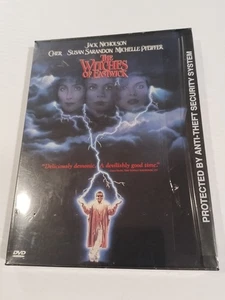 JACK NICHOLSON
CHER SUSAN SARANDON MICHELLE PFEIFFER
THE
WITCHES
OF EASTWICK
"Deliciously demonic. A devilishly good time."
DVD
PROTECTED BY ANTI-THEFT SECURITY SYSTEM